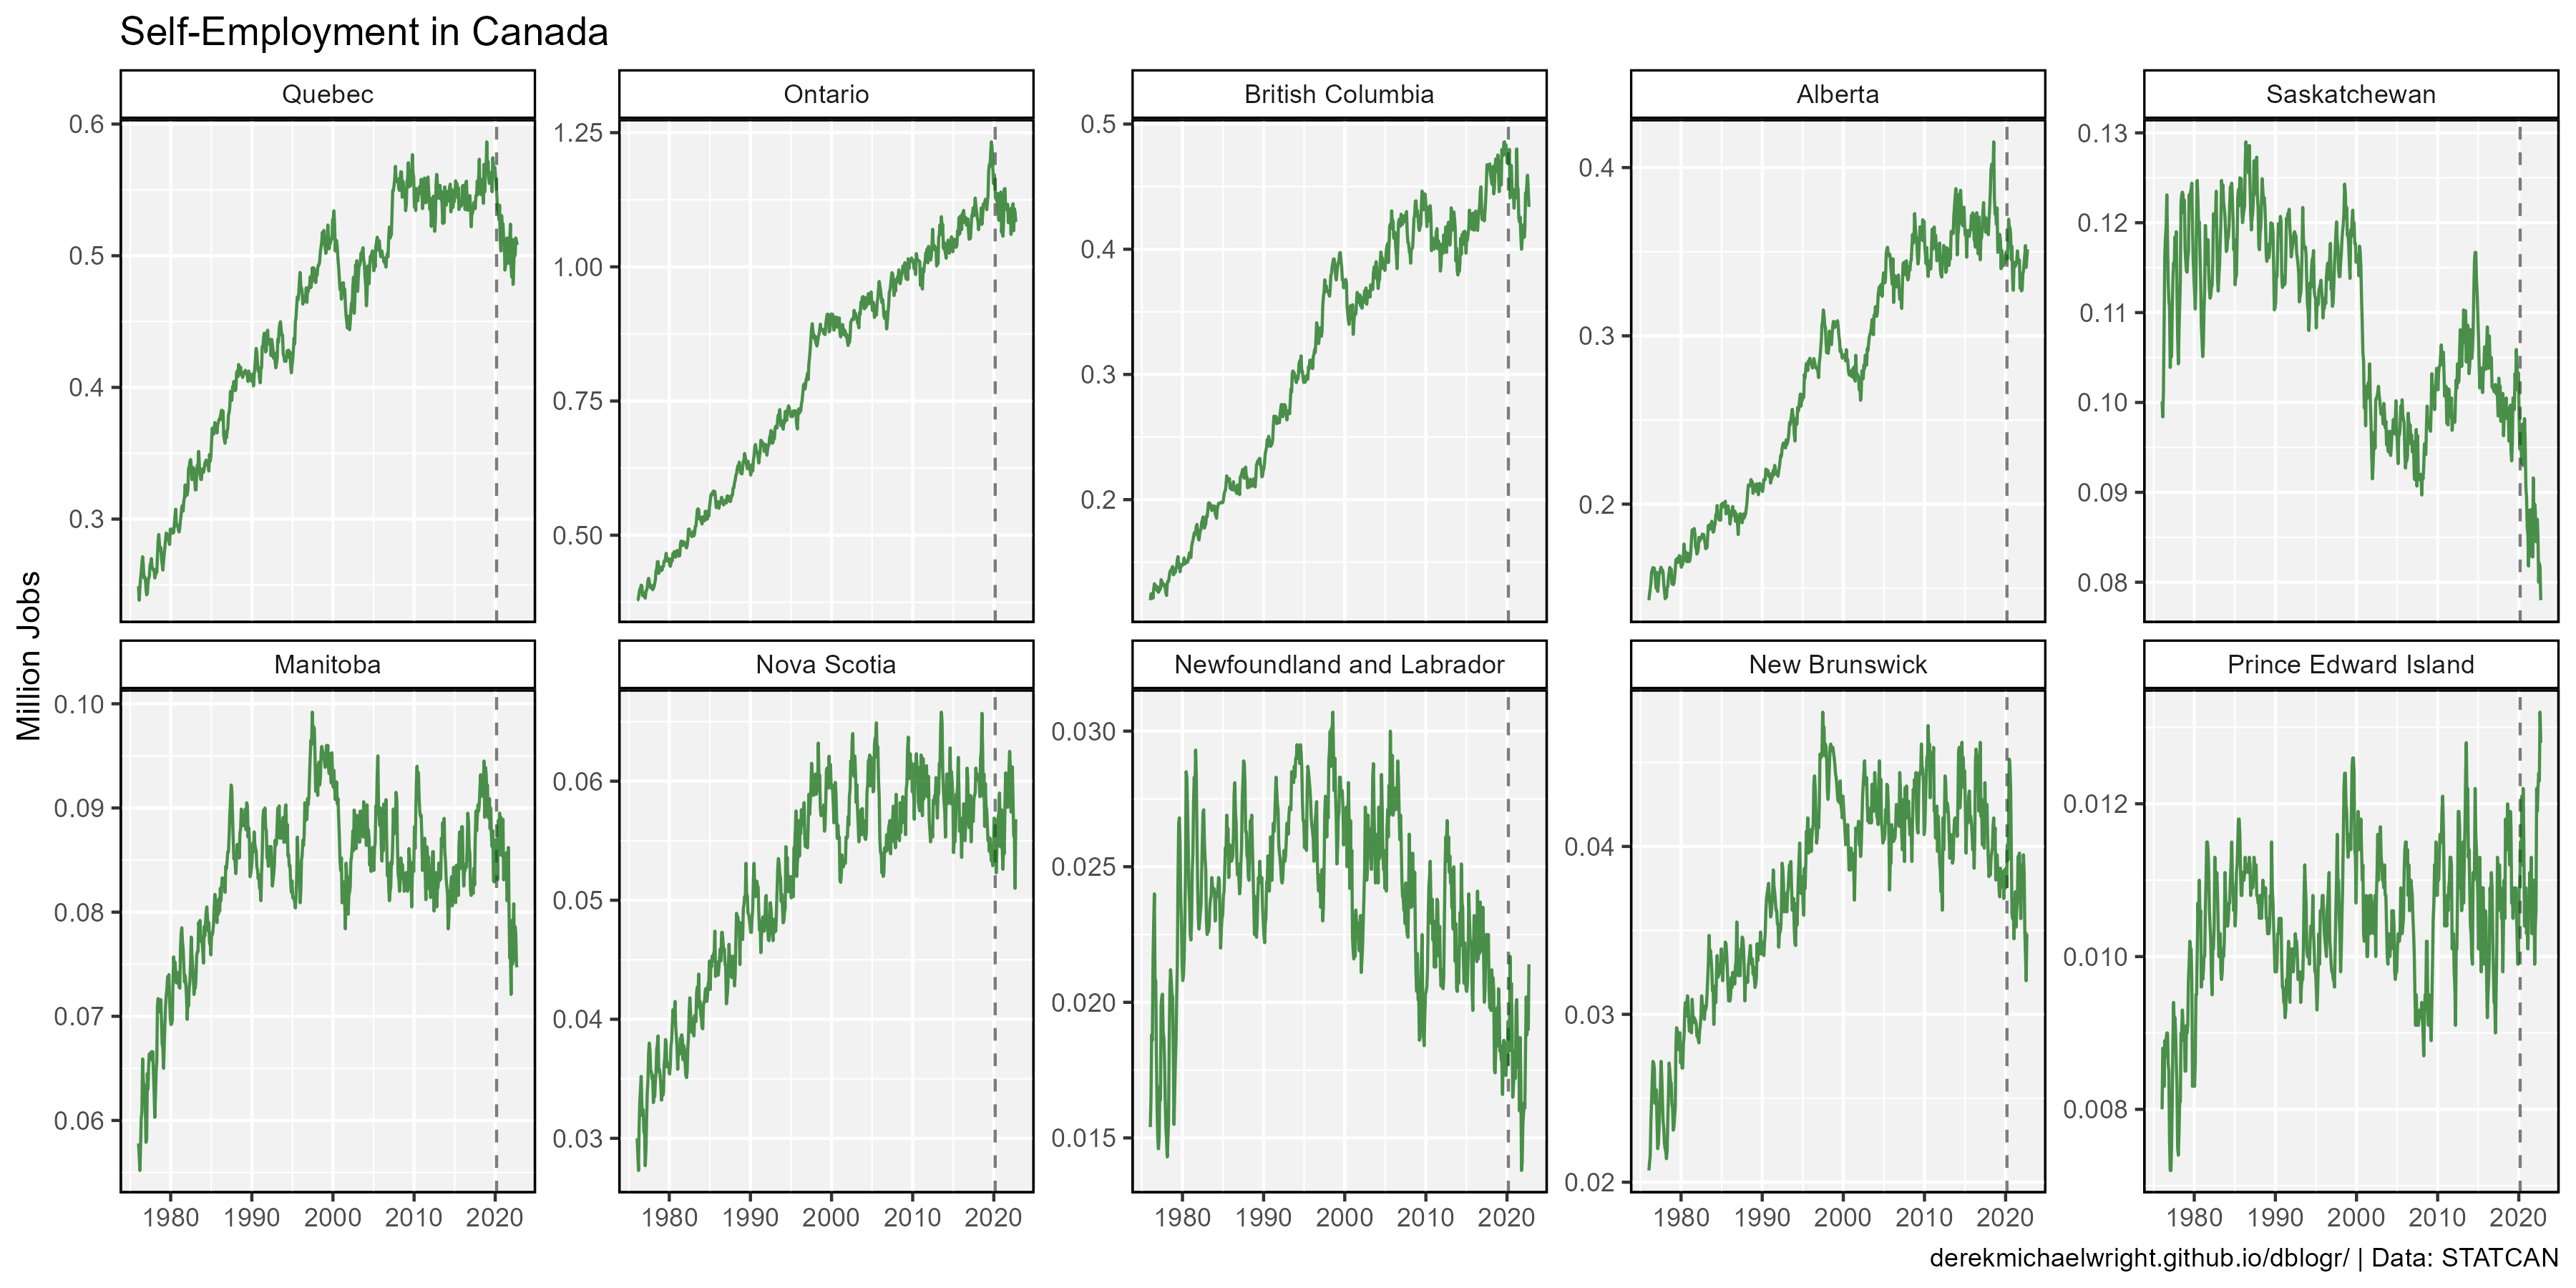 Self-Employment in Canada
Million Jobs
Quebec
0.6
0.5
0.4
0.3
Ontario
1.25
1.00
0.75
0.50
British Columbia
0.5
0.4
0.3
0.2
Alberta
0.4
0.3
0.2
Saskatchewan
0.13
0.12
0.11
0.10
0.09
0.08
Manitoba
0.10
0.09
0.08
0.07
0.06
1980 1990 2000 2010 2020
Nova Scotia
0.06
0.05
0.04
0.03
1980 1990 2000 2010 2020
Newfoundland and Labrador
0.030
0.025
0.020
0.015
1980 1990 2000 2010 2020
New Brunswick
0.04
0.03
0.02
1980 1990 2000 2010 2020
Prince Edward Island
0.012
0.010
0.008
1980 1990 2000 2010 2020
derekmichaelwright.github.io/dblogr/ | Data: STATCAN